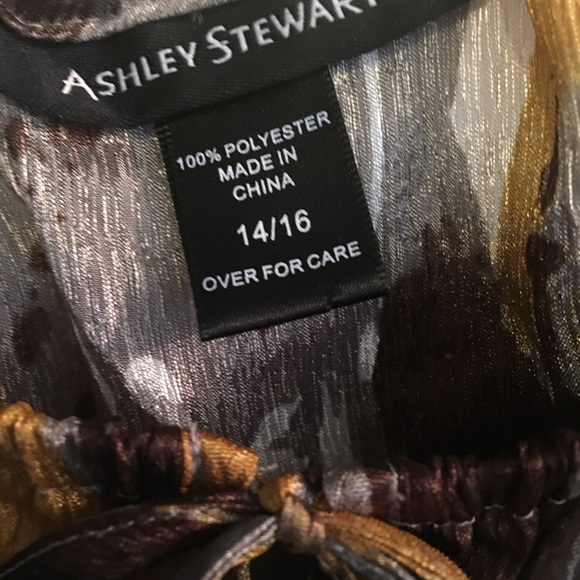 ASHLEY STEWART
100% POLYESTER
MADE IN
CHINA
14/16
OVER FOR CARE